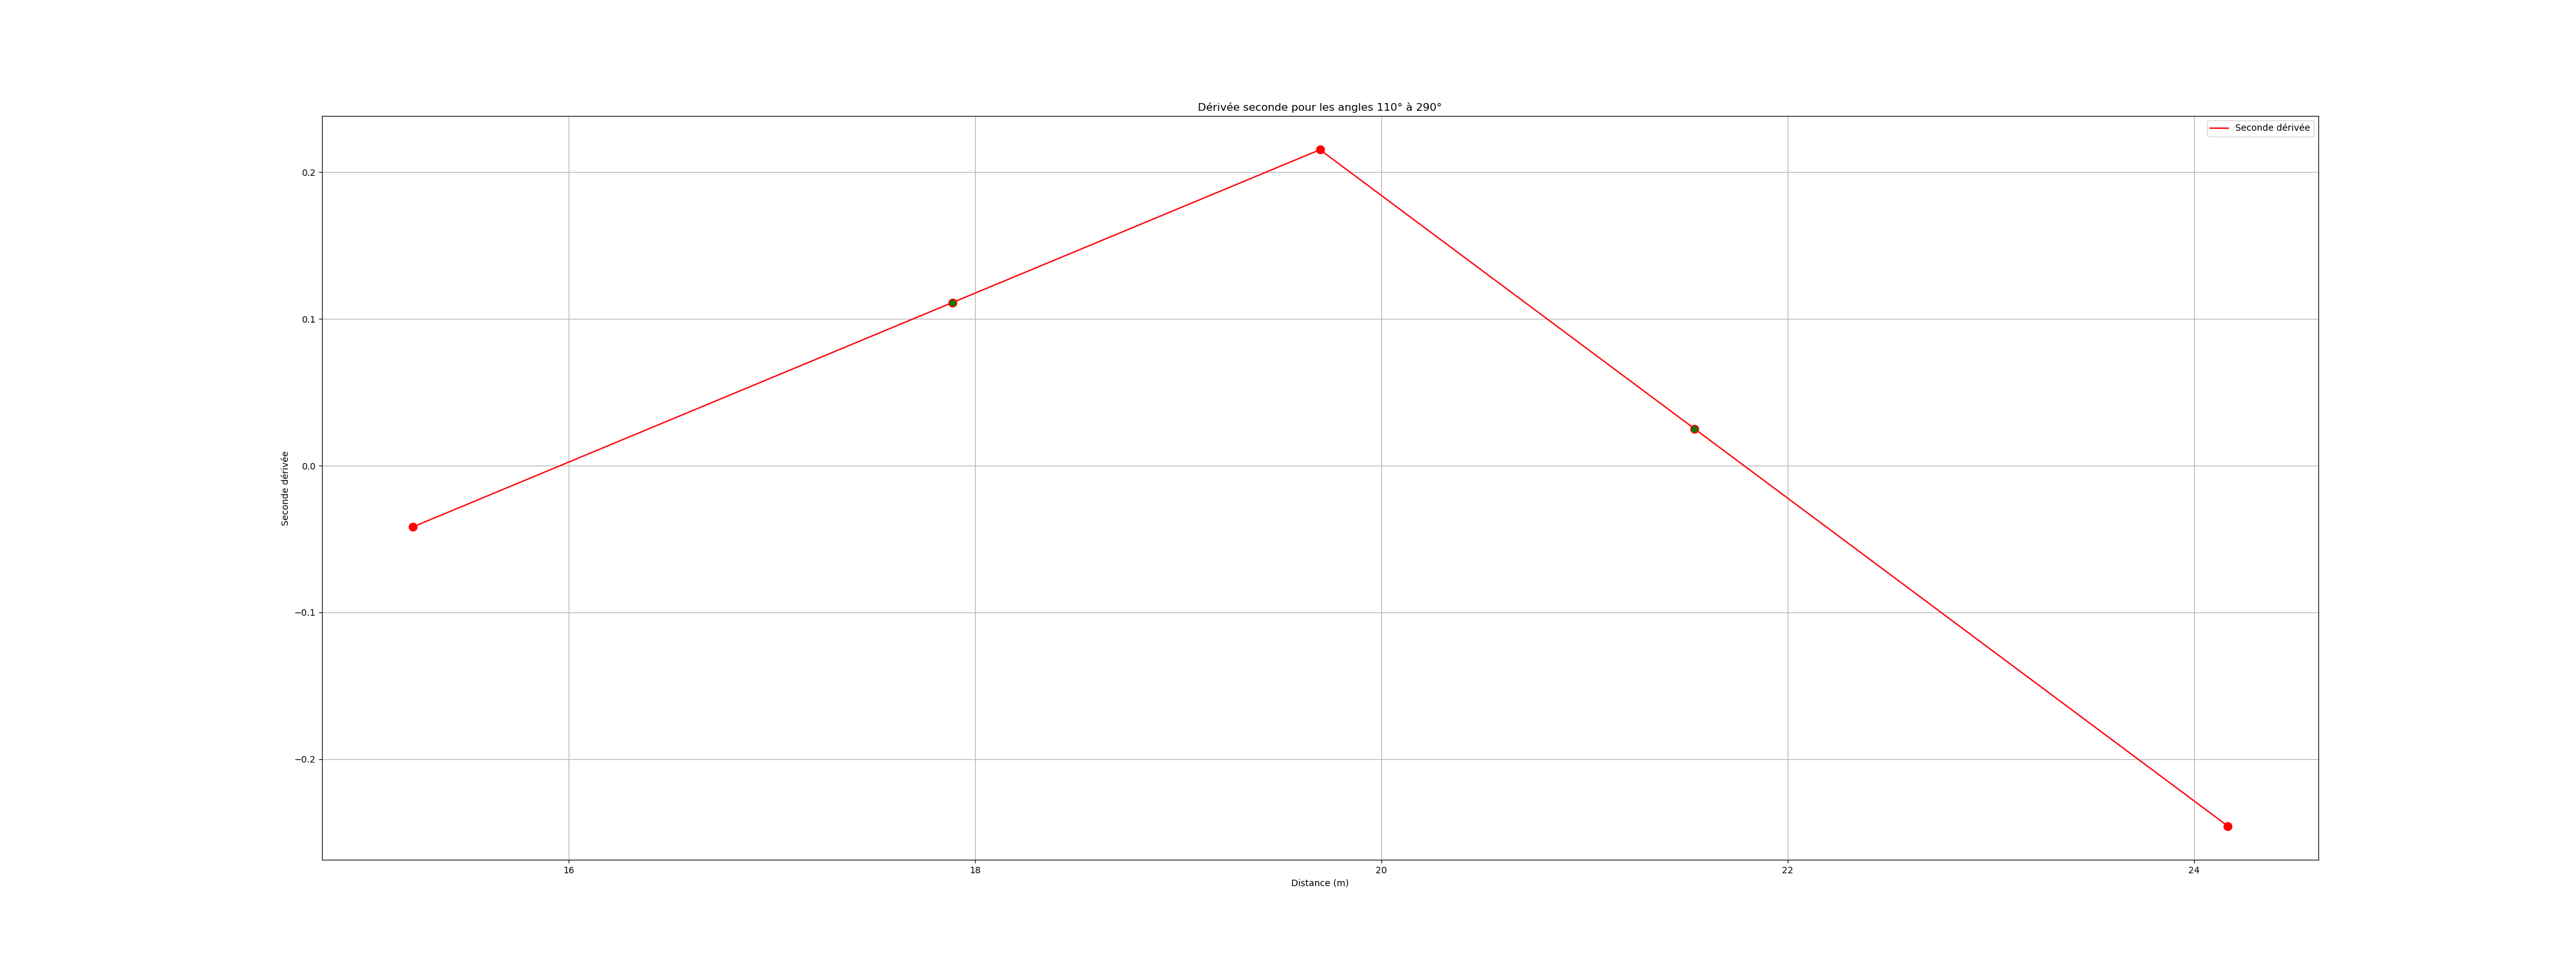 Dérivée seconde pour les angles 110° à 290°
Seconde dérivée
0.2
0.1
0.0
−0.1
−0.2
Seconde dérivée
16
18
20
22
24
Distance (m)